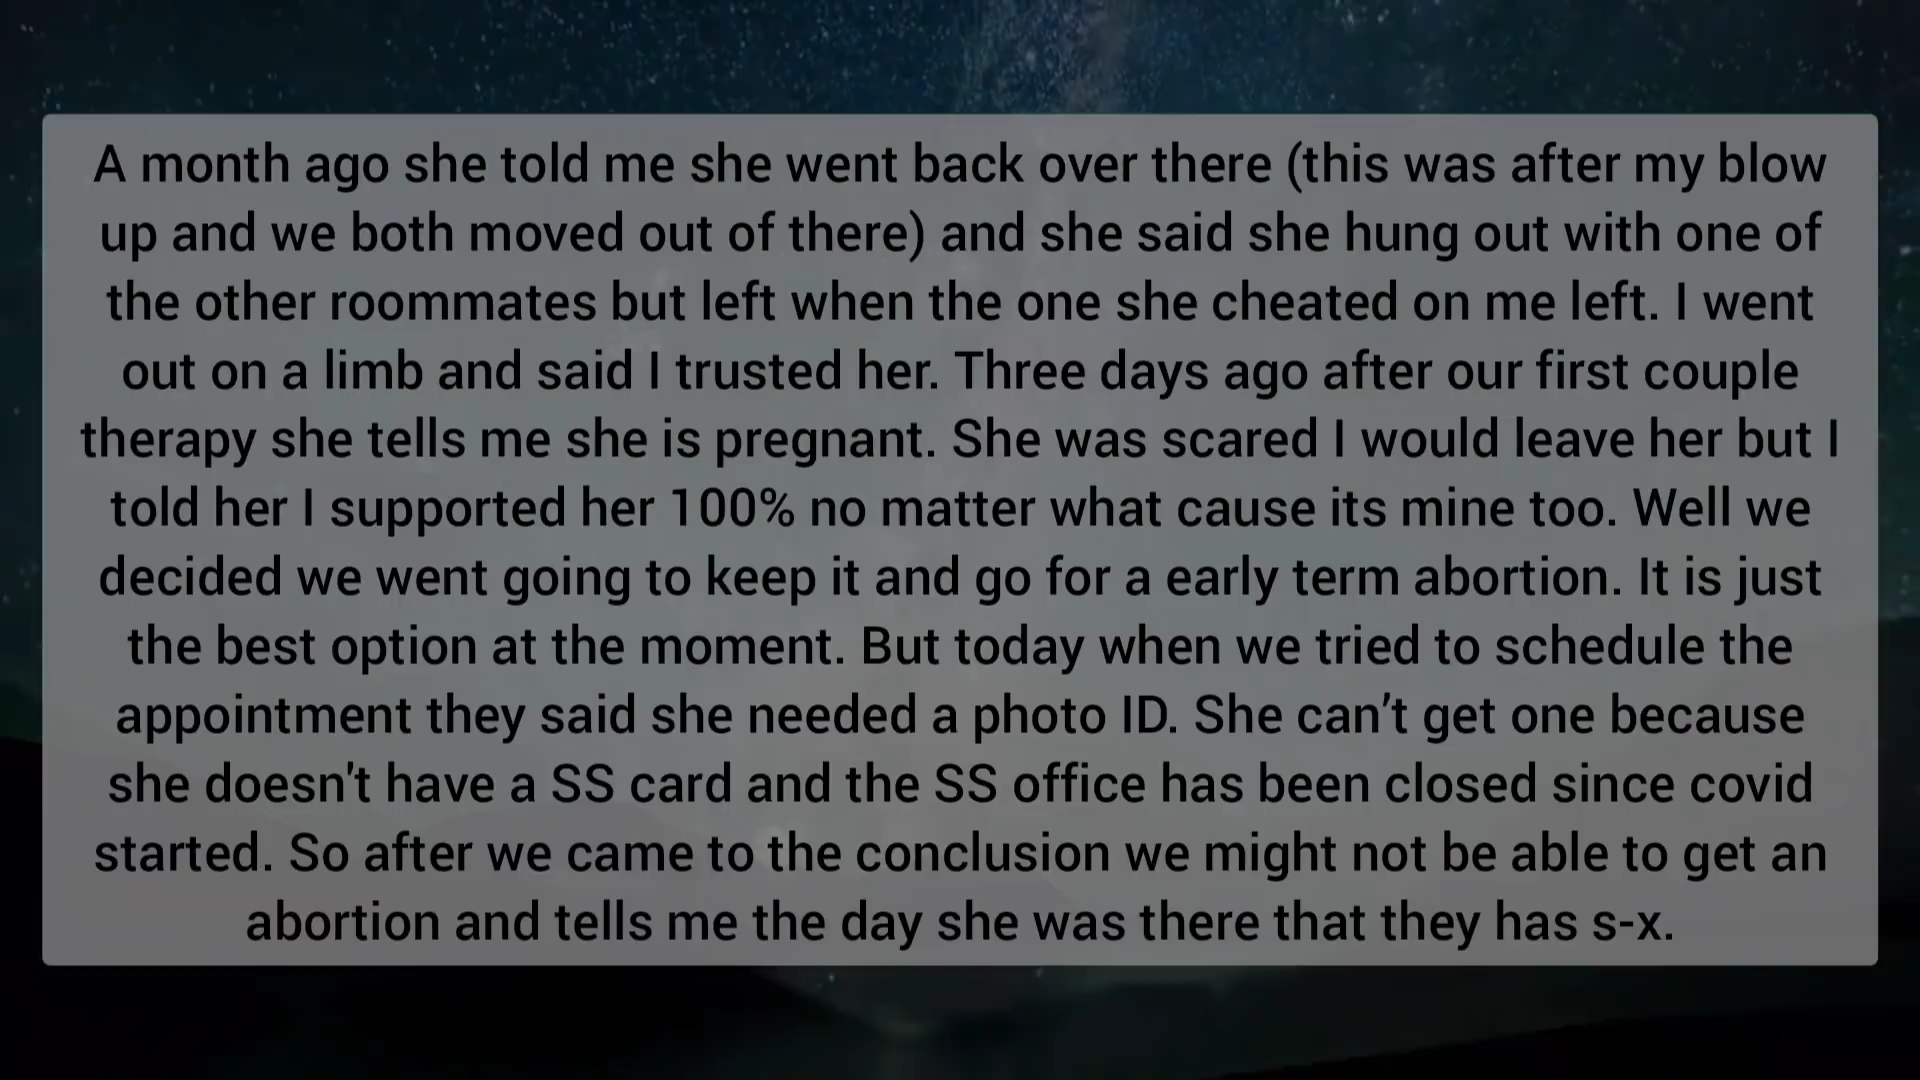 A month ago she told me she went back over there (this was after my blow
up and we both moved out of there) and she said she hung out with one of
the other roommates but left when the one she cheated on me left. I went
out on a limb and said I trusted her. Three days ago after our first couple
therapy she tells me she is pregnant. She was scared I would leave her but I
told her I supported her 100% no matter what cause its mine too. Well we
decided we went going to keep it and go for a early term abortion. It is just
the best option at the moment. But today when we tried to schedule the
appointment they said she needed a photo ID. She can’t get one because
she doesn't have a SS card and the SS office has been closed since covid
started. So after we came to the conclusion we might not be able to get an
abortion and tells me the day she was there that they has s-x.